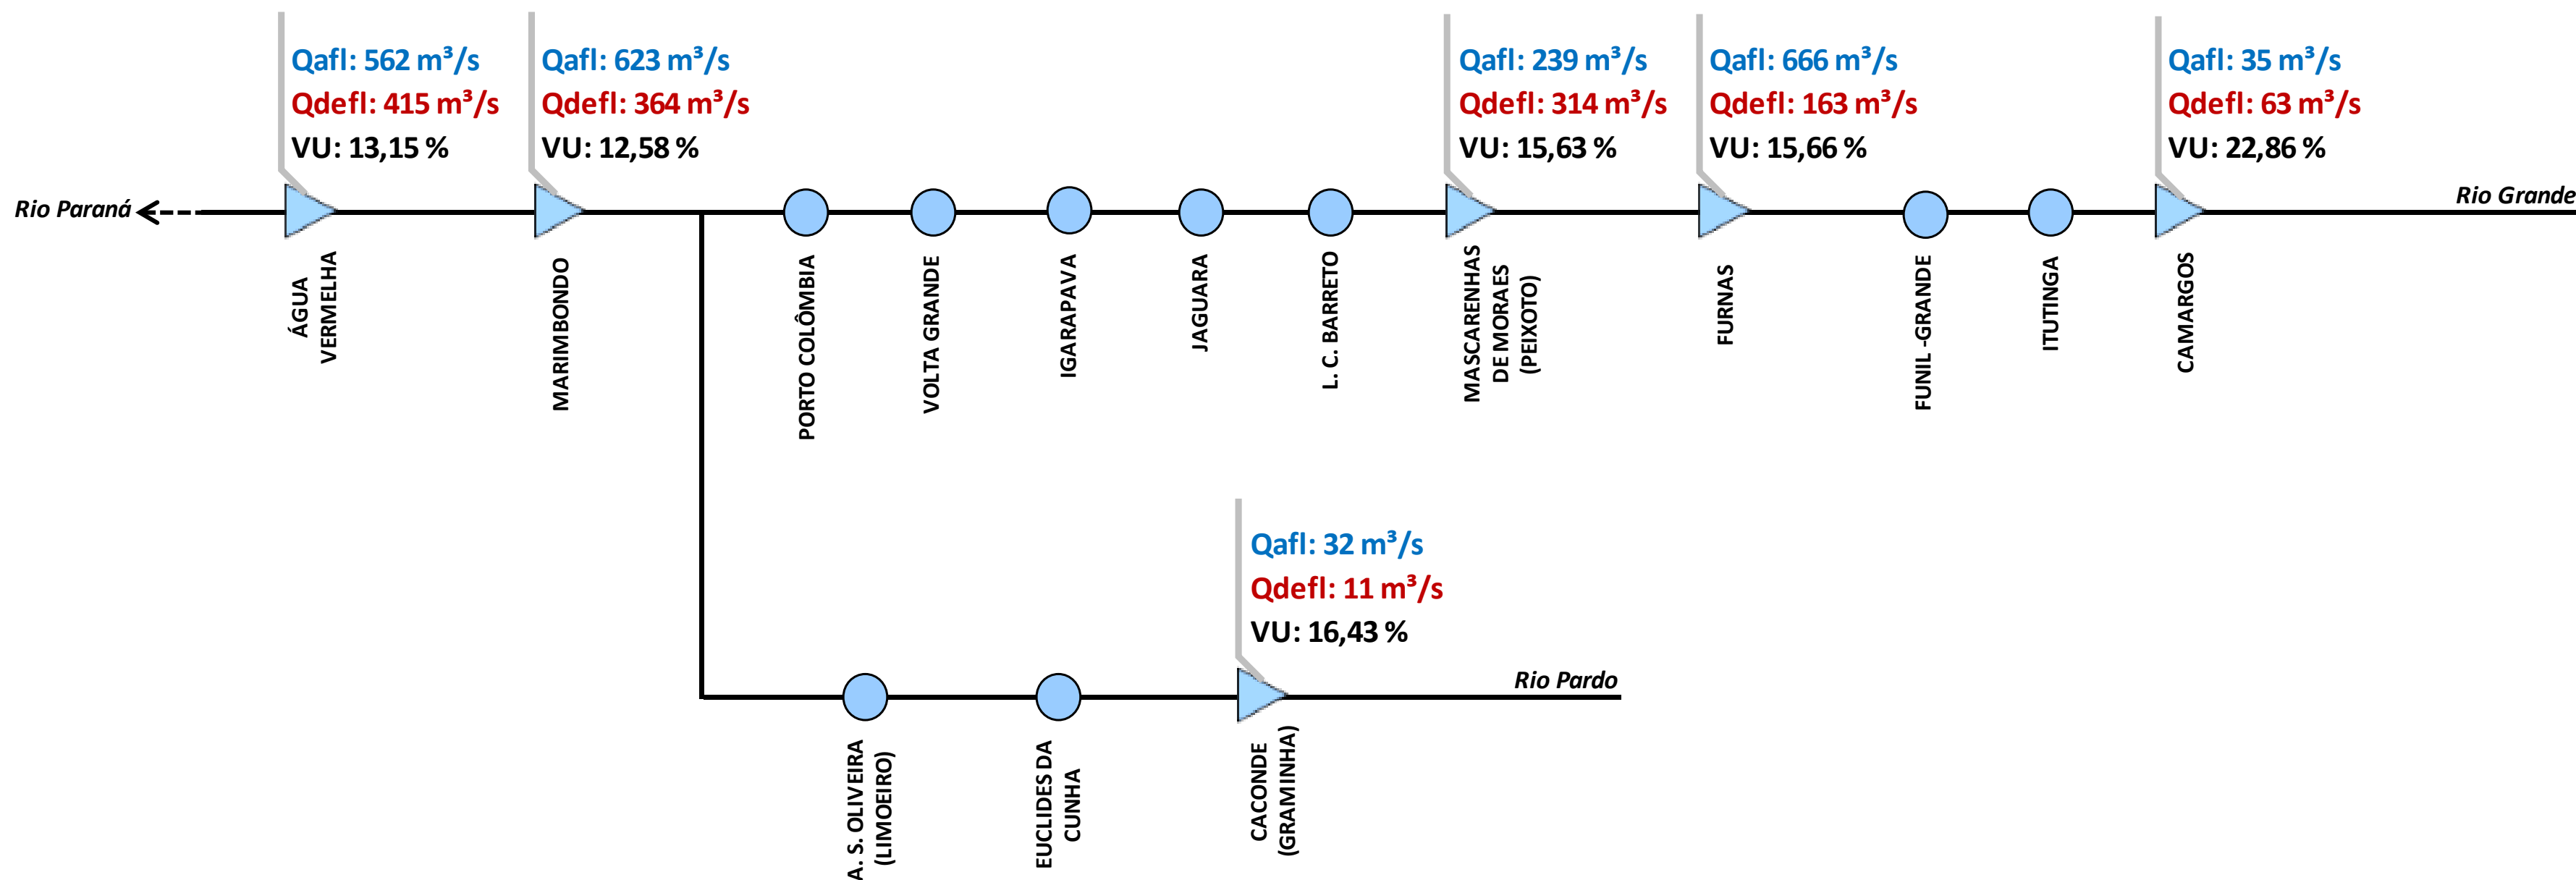 Qafl: 562 m³/s
Qdefl: 415 m³/s
VU: 13,15 %
Qafl: 623 m³/s
Qdefl: 364 m³/s
VU: 12,58 %
Qafl: 239 m³/s
Qdefl: 314 m³/s
VU: 15,63 %
Qafl: 666 m³/s
Qdefl: 163 m³/s
VU: 15,66 %
Qafl: 35 m³/s
Qdefl: 63 m³/s
VU: 22,86 %
Rio Paraná
Rio Grande
ÁGUA
VERMELHA
MARIMBONDO
PORTO COLÔMBIA
VOLTA GRANDE
IGARAPAVA
JAGUARA
L. C. BARRETO
MASCARENHAS
DE MORAES
(PEIXOTO)
FURNAS
FUNIL -GRANDE
ITUTINGA
CAMARGOS
Qafl: 32 m³/s
Qdefl: 11 m³/s
VU: 16,43 %
Rio Pardo
A. S. OLIVEIRA
(LIMOEIRO)
EUCLIDES DA
CUNHA
CACONDE
(GRAMINHA)